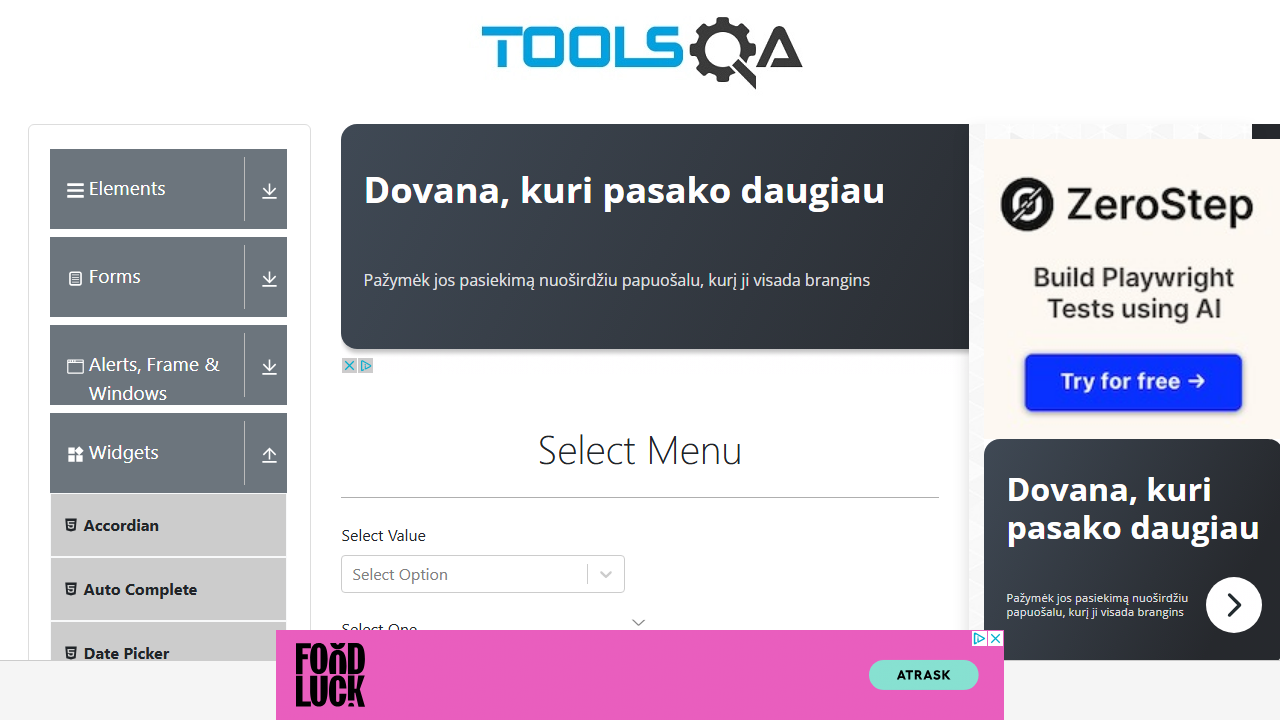 TOOLSQA
Elements
Forms
Alerts, Frame &
Windows
Widgets
Accordian
Auto Complete
Date Picker
Dovana, kuri pasako daugiau
Pažymėk jos pasiekimą nuoširdžiu papuošalu, kurį ji visada brangins
Select Menu
Select Value
Select Option
Select One
ZeroStep
Build Playwright
Tests using AI
Try for free →
Dovana, kuri
pasako daugiau
Pažymėk jos pasiekimą nuoširdžiu
papuošalu, kurį ji visada brangins
FOOD
LUCK
ATRASK